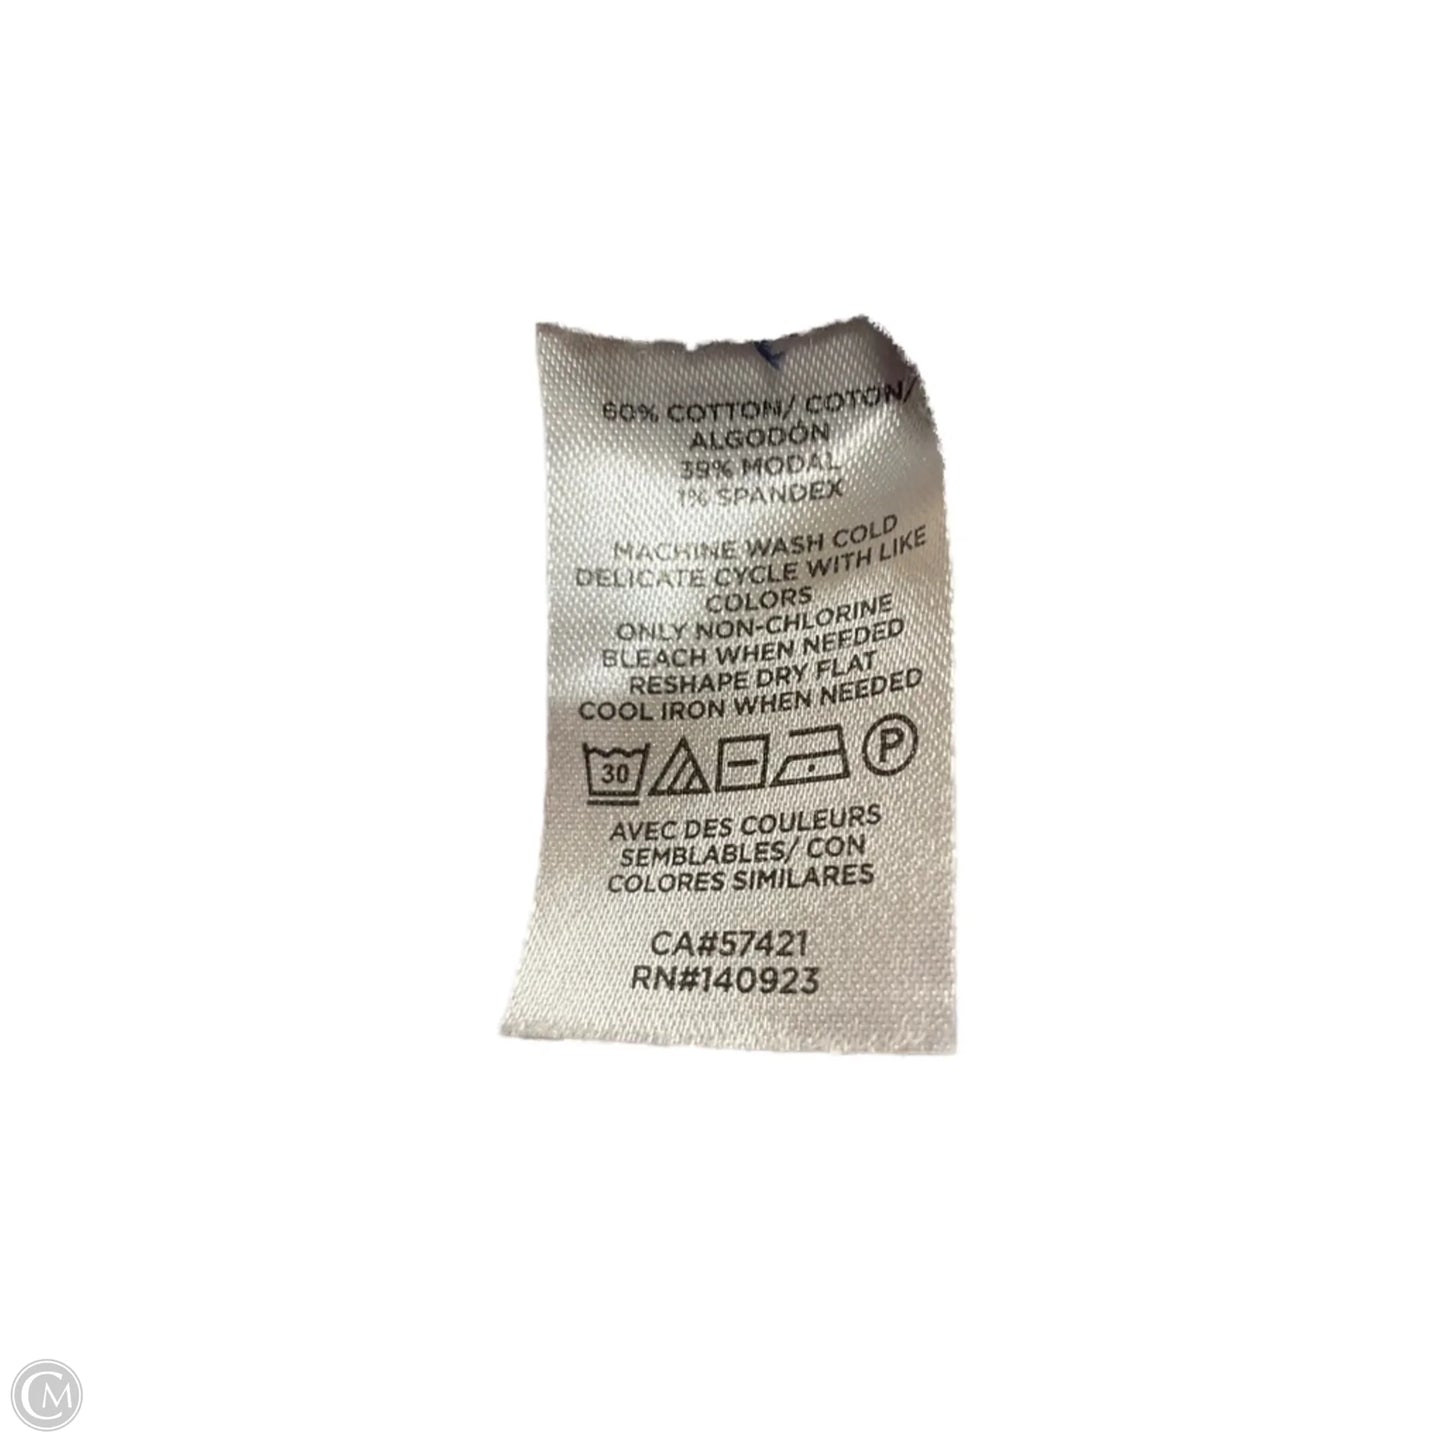 60% COTTON/ COTON/
ALGODÓN
39% MODAL
1% SPANDEX
MACHINE WASH COLD
DELICATE CYCLE WITH LIKE
COLORS
ONLY NON-CHLORINE
BLEACH WHEN NEEDED
RESHAPE DRY FLAT
COOL IRON WHEN NEEDED
30 P
AVEC DES COULEURS
SEMBLABLES/ CON
COLORES SIMILARES
CA#57421
RN#140923
CM